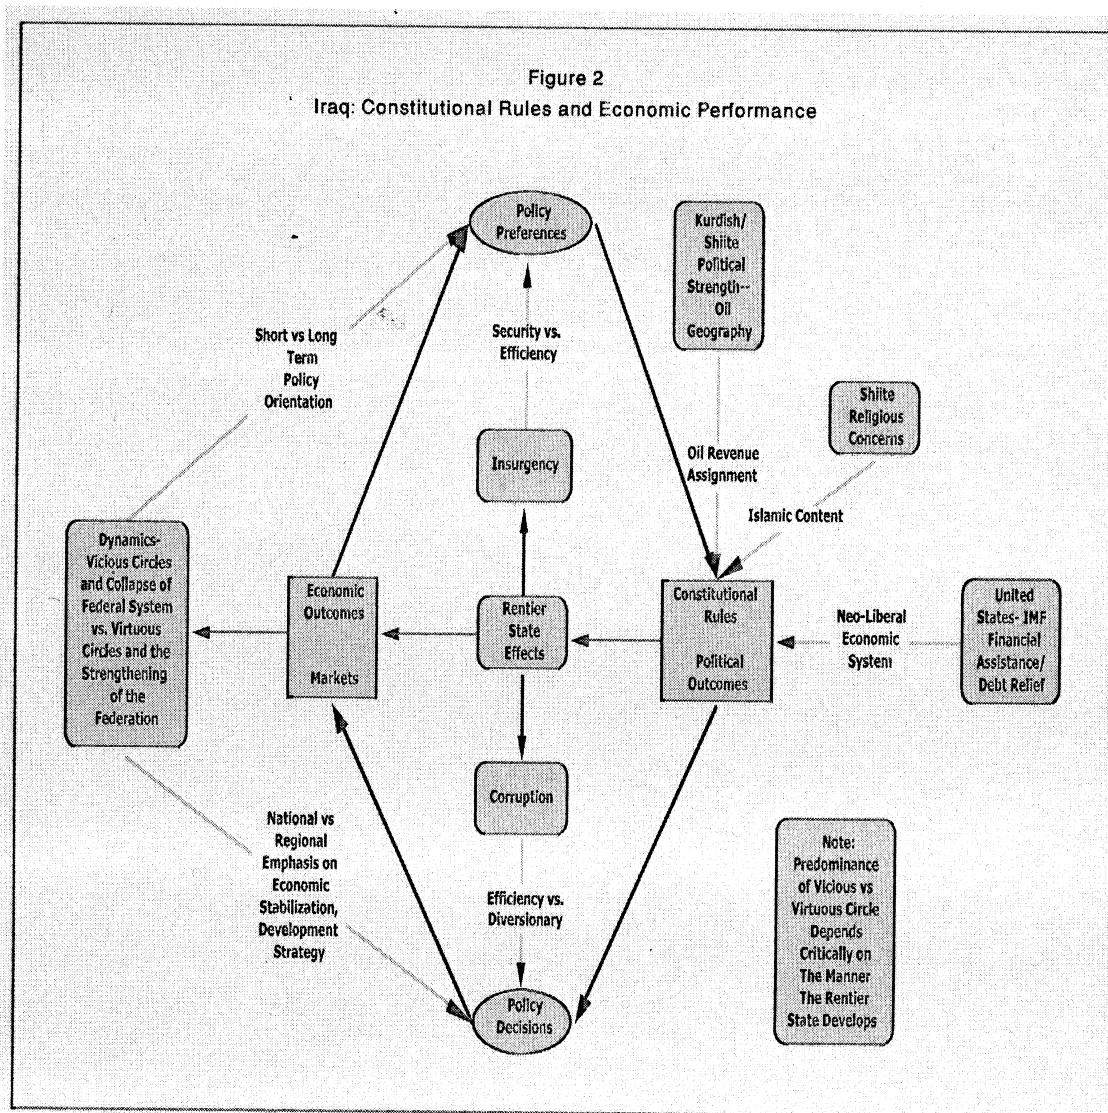 Figure 2
Iraq: Constitutional Rules and Economic Performance
Policy
Preferences
Kurdish/
Shiite
Political
Strength--
Oil
Geography
Short vs Long
Term
Policy
Orientation
Security vs.
Efficiency
Shiite
Religious
Concerns
Insurgency
Oil Revenue
Assignment
Islamic Content
Dynamics-
Vicious Circles
and Collapse of
Federal System
vs. Virtuous
Circles and the
Strengthening
of the
Federation
Economic
Outcomes
Markets
Rentier
State
Effects
Constitutional
Rules
Political
Outcomes
Neo-Liberal
Economic
System
United
States- IMF
Financial
Assistance/
Debt Relief
Corruption
National vs
Regional
Emphasis on
Economic
Stabilization,
Development
Strategy
Efficiency vs.
Diversionary
Note:
Predominance
of Vicious vs
Virtuous Circle
Depends
Critically on
The Manner
The Rentier
State Develops
Policy
Decisions